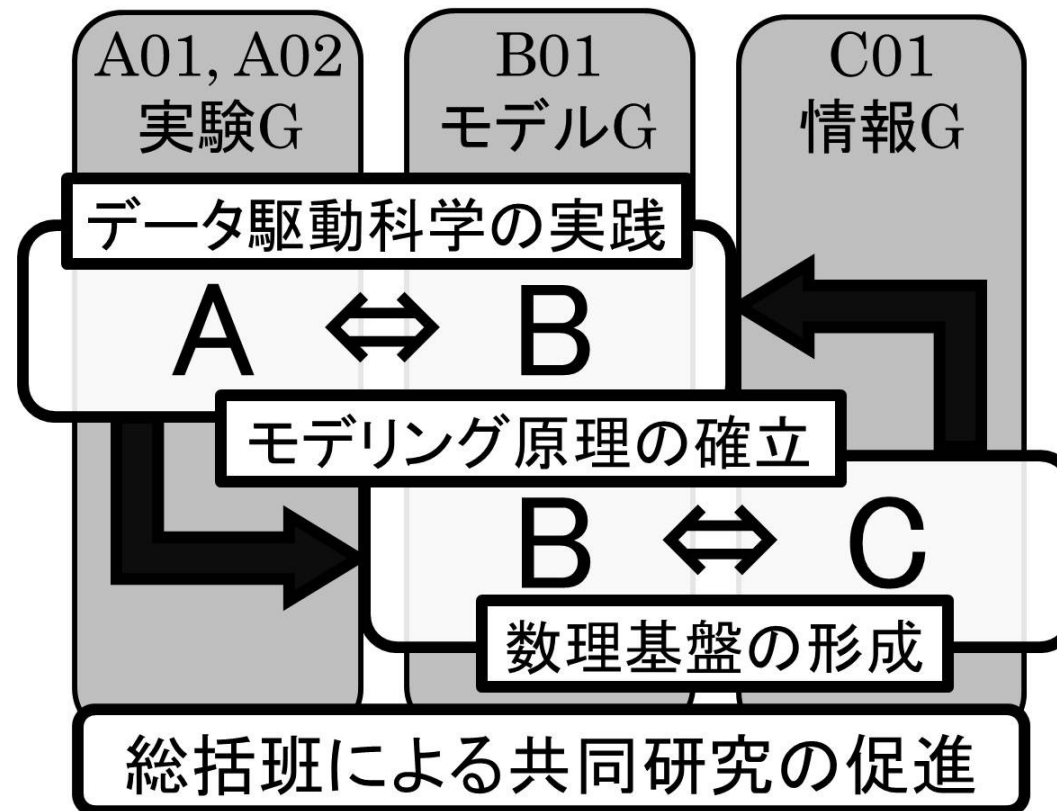 A01, A02
実験G
B01
モデルG
C01
情報G
データ駆動科学の実践
A ⇔ B
モデリング原理の確立
B ⇔ C
数理基盤の形成
総括班による共同研究の促進